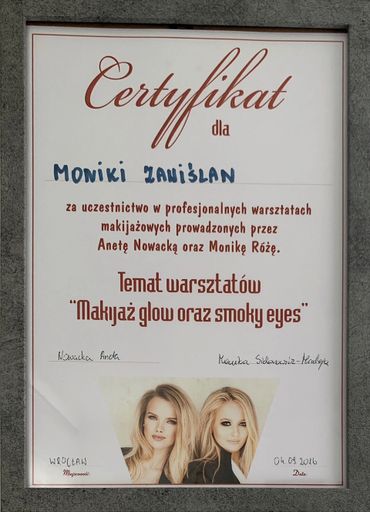 Certyfikat
dla
MONIKI ZANIŚLAN
za uczestnictwo w profesjonalnych warsztatach
makijażowych prowadzonych przez
Anetę Nowacką oraz Monikę Różę.
Temat warsztatów
"Makijaż glow oraz smoky eyes"
Nowacka Aneta
Monika
WROCŁAW 04.09.2016
Miejscowość Data